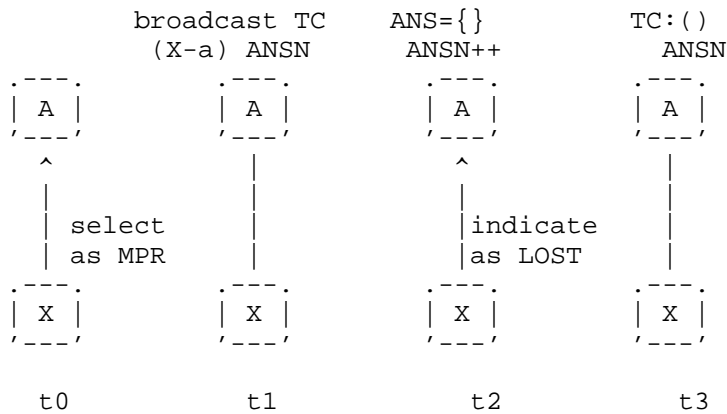 broadcast TC ANS={} TC:()
(X-a) ANSN ANSN++ ANSN
A A A A
select indicate
as MPR as LOST
X X X X
t0 t1 t2 t3